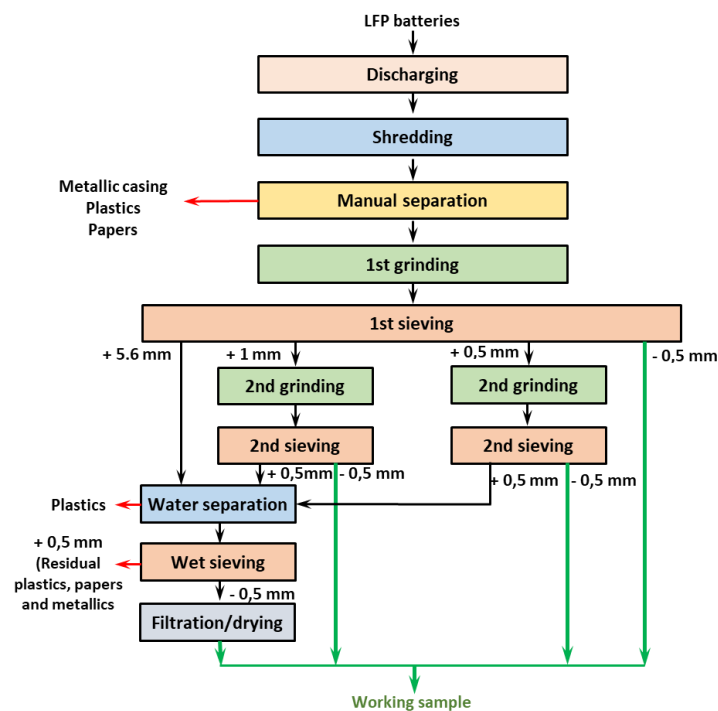 LFP batteries
Discharging
Shredding
Metallic casing
Plastics
Papers
Manual separation
1st grinding
1st sieving
+ 5.6 mm
+ 1 mm
+ 0,5 mm
- 0,5 mm
2nd grinding
2nd grinding
2nd sieving
2nd sieving
+ 0,5mm
- 0,5 mm
+ 0,5 mm
- 0,5 mm
Plastics
Water separation
+ 0,5 mm
(Residual
plastics, papers
and metallics
Wet sieving
- 0,5 mm
Filtration/drying
Working sample